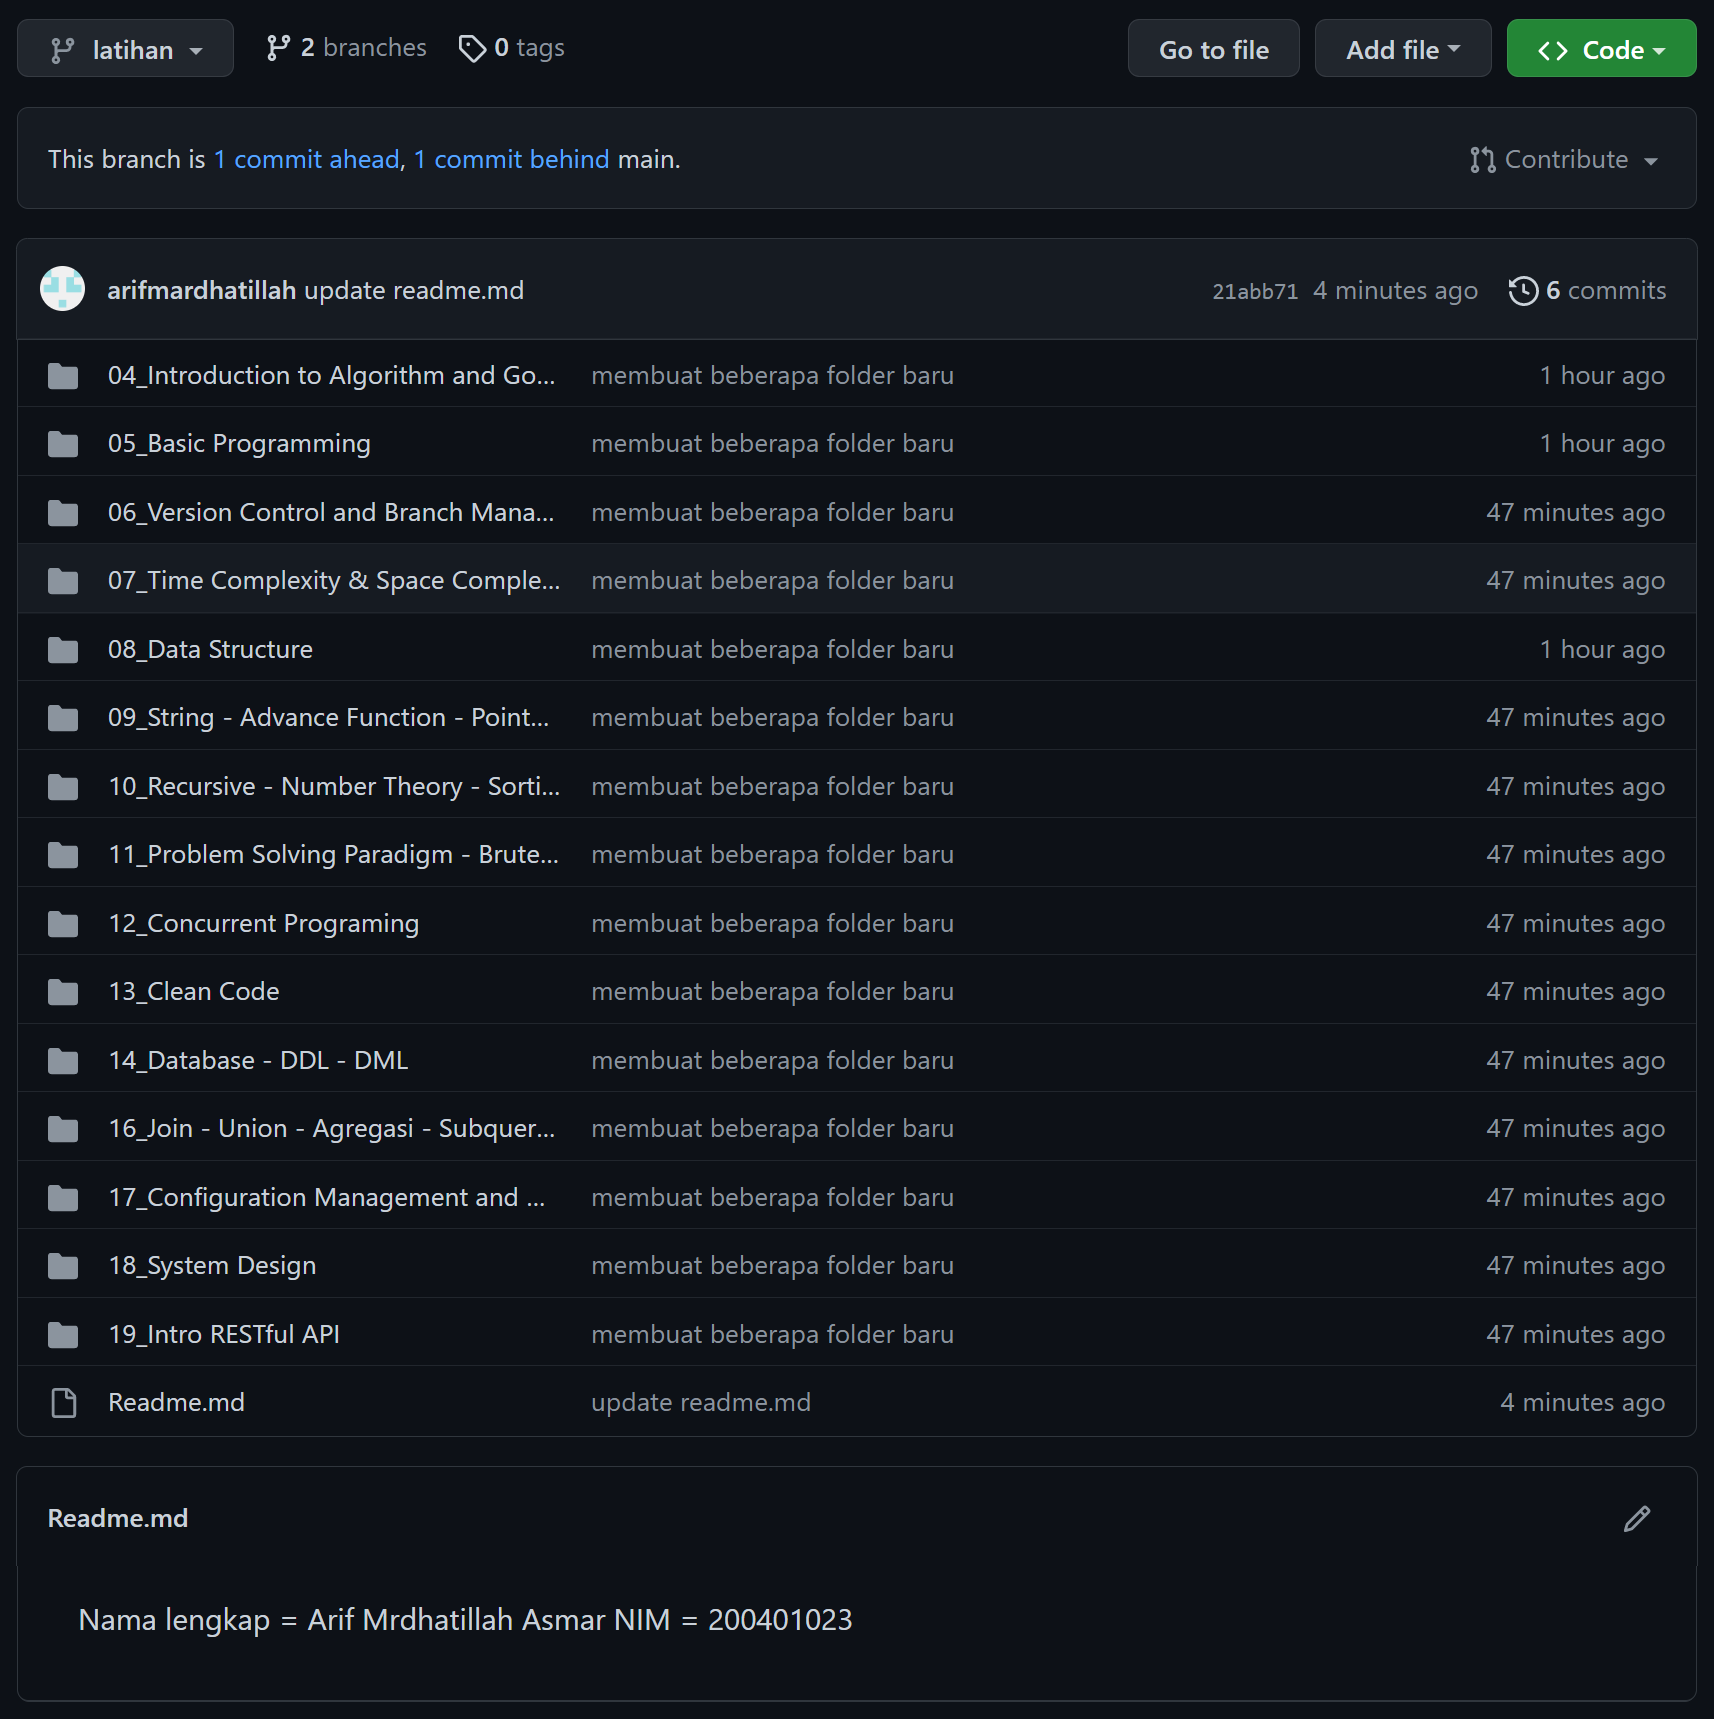 latihan 2 branches 0 tags Go to file Add file Code
This branch is 1 commit ahead, 1 commit behind main. Contribute
arifmardhatillah update readme.md 21abb71 4 minutes ago 6 commits
04_Introduction to Algorithm and Go... membuat beberapa folder baru 1 hour ago
05_Basic Programming membuat beberapa folder baru 1 hour ago
06_Version Control and Branch Mana... membuat beberapa folder baru 47 minutes ago
07_Time Complexity & Space Comple... membuat beberapa folder baru 47 minutes ago
08_Data Structure membuat beberapa folder baru 1 hour ago
09_String - Advance Function - Point... membuat beberapa folder baru 47 minutes ago
10_Recursive - Number Theory - Sorti... membuat beberapa folder baru 47 minutes ago
11_Problem Solving Paradigm - Brute... membuat beberapa folder baru 47 minutes ago
12_Concurrent Programing membuat beberapa folder baru 47 minutes ago
13_Clean Code membuat beberapa folder baru 47 minutes ago
14_Database - DDL - DML membuat beberapa folder baru 47 minutes ago
16_Join - Union - Agregasi - Subquer... membuat beberapa folder baru 47 minutes ago
17_Configuration Management and ... membuat beberapa folder baru 47 minutes ago
18_System Design membuat beberapa folder baru 47 minutes ago
19_Intro RESTful API membuat beberapa folder baru 47 minutes ago
Readme.md update readme.md 4 minutes ago
Readme.md
Nama lengkap = Arif Mrdhatillah Asmar NIM = 200401023